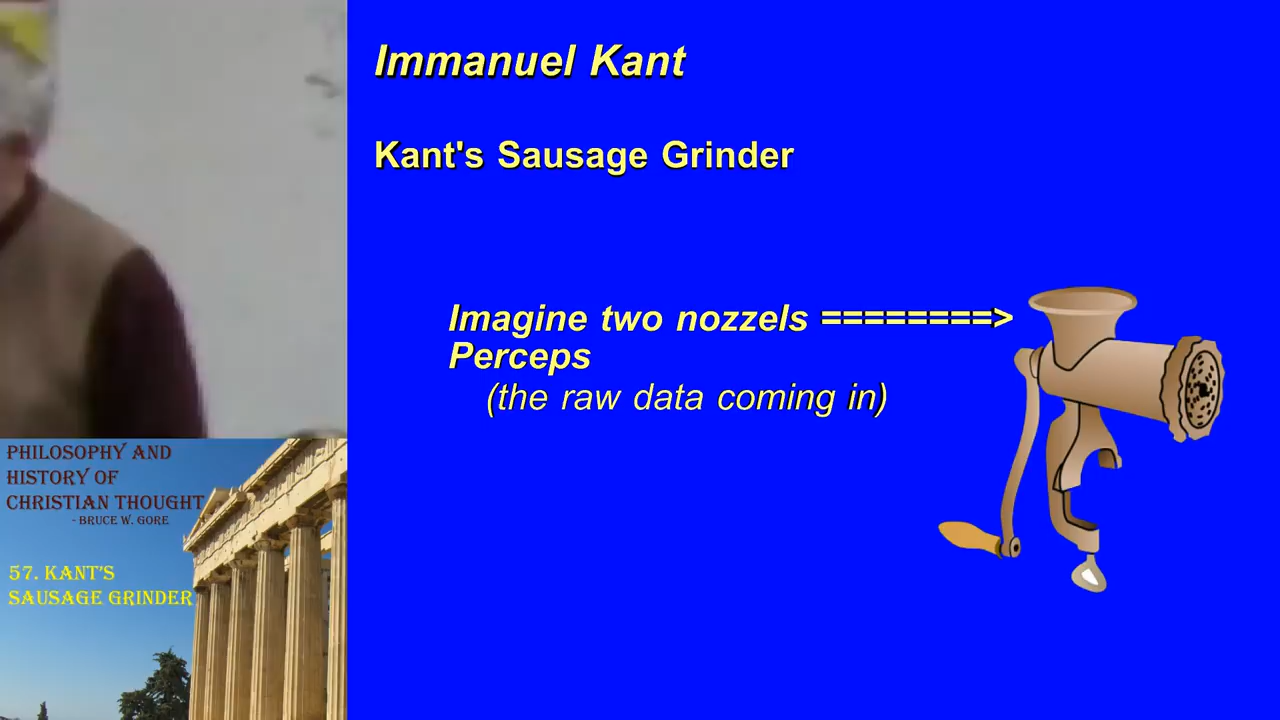 Immanuel Kant
Kant's Sausage Grinder
Imagine two nozzels ========>
Perceps
(the raw data coming in)
PHILOSOPHY AND
HISTORY OF
CHRISTIAN THOUGHT
- BRUCE W. GORE
57. KANT'S
SAUSAGE GRINDER